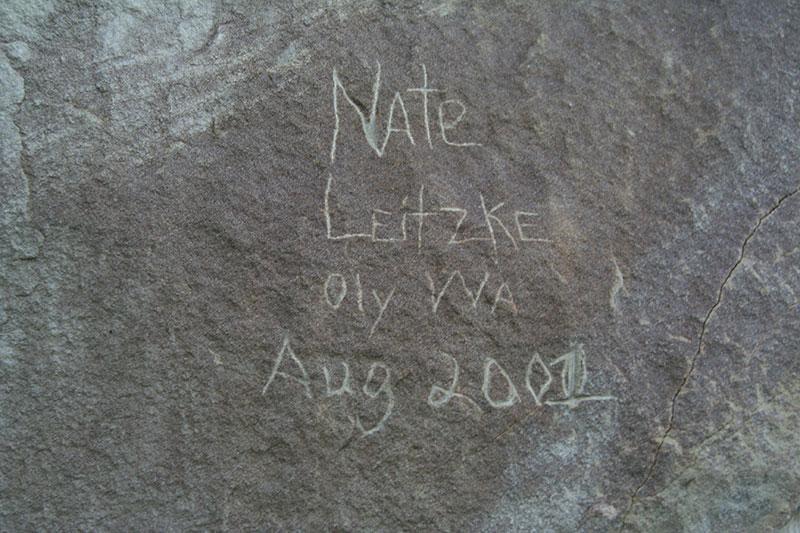 Nate
LEitzKE
Oly WA
Aug 2001